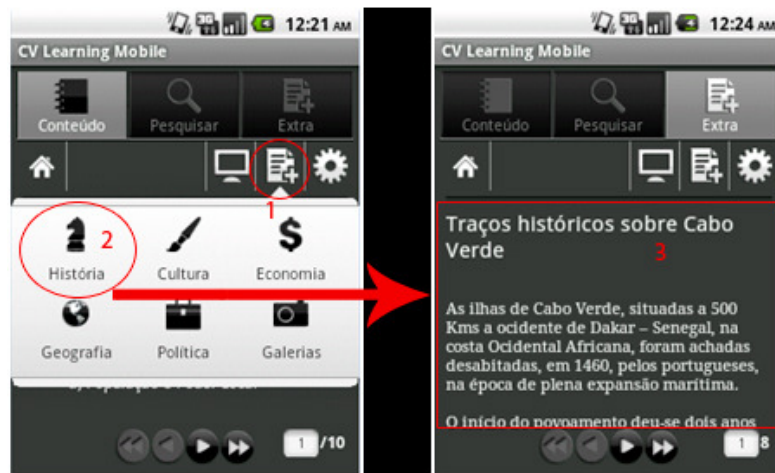 12:21 AM
CV Learning Mobile
Conteúdo Pesquisar Extra
1
2
História Cultura Economia
Geografia Política Galerias
1 /10
12:24 AM
CV Learning Mobile
Conteúdo Pesquisar Extra
Traços históricos sobre Cabo
Verde
3
As ilhas de Cabo Verde, situadas a 500
Kms a ocidente de Dakar – Senegal, na
costa Ocidental Africana, foram achadas
desabitadas, em 1460, pelos portugueses,
na época de plena expansão marítima.
O início do povoamento deu-se dois anos
1 8